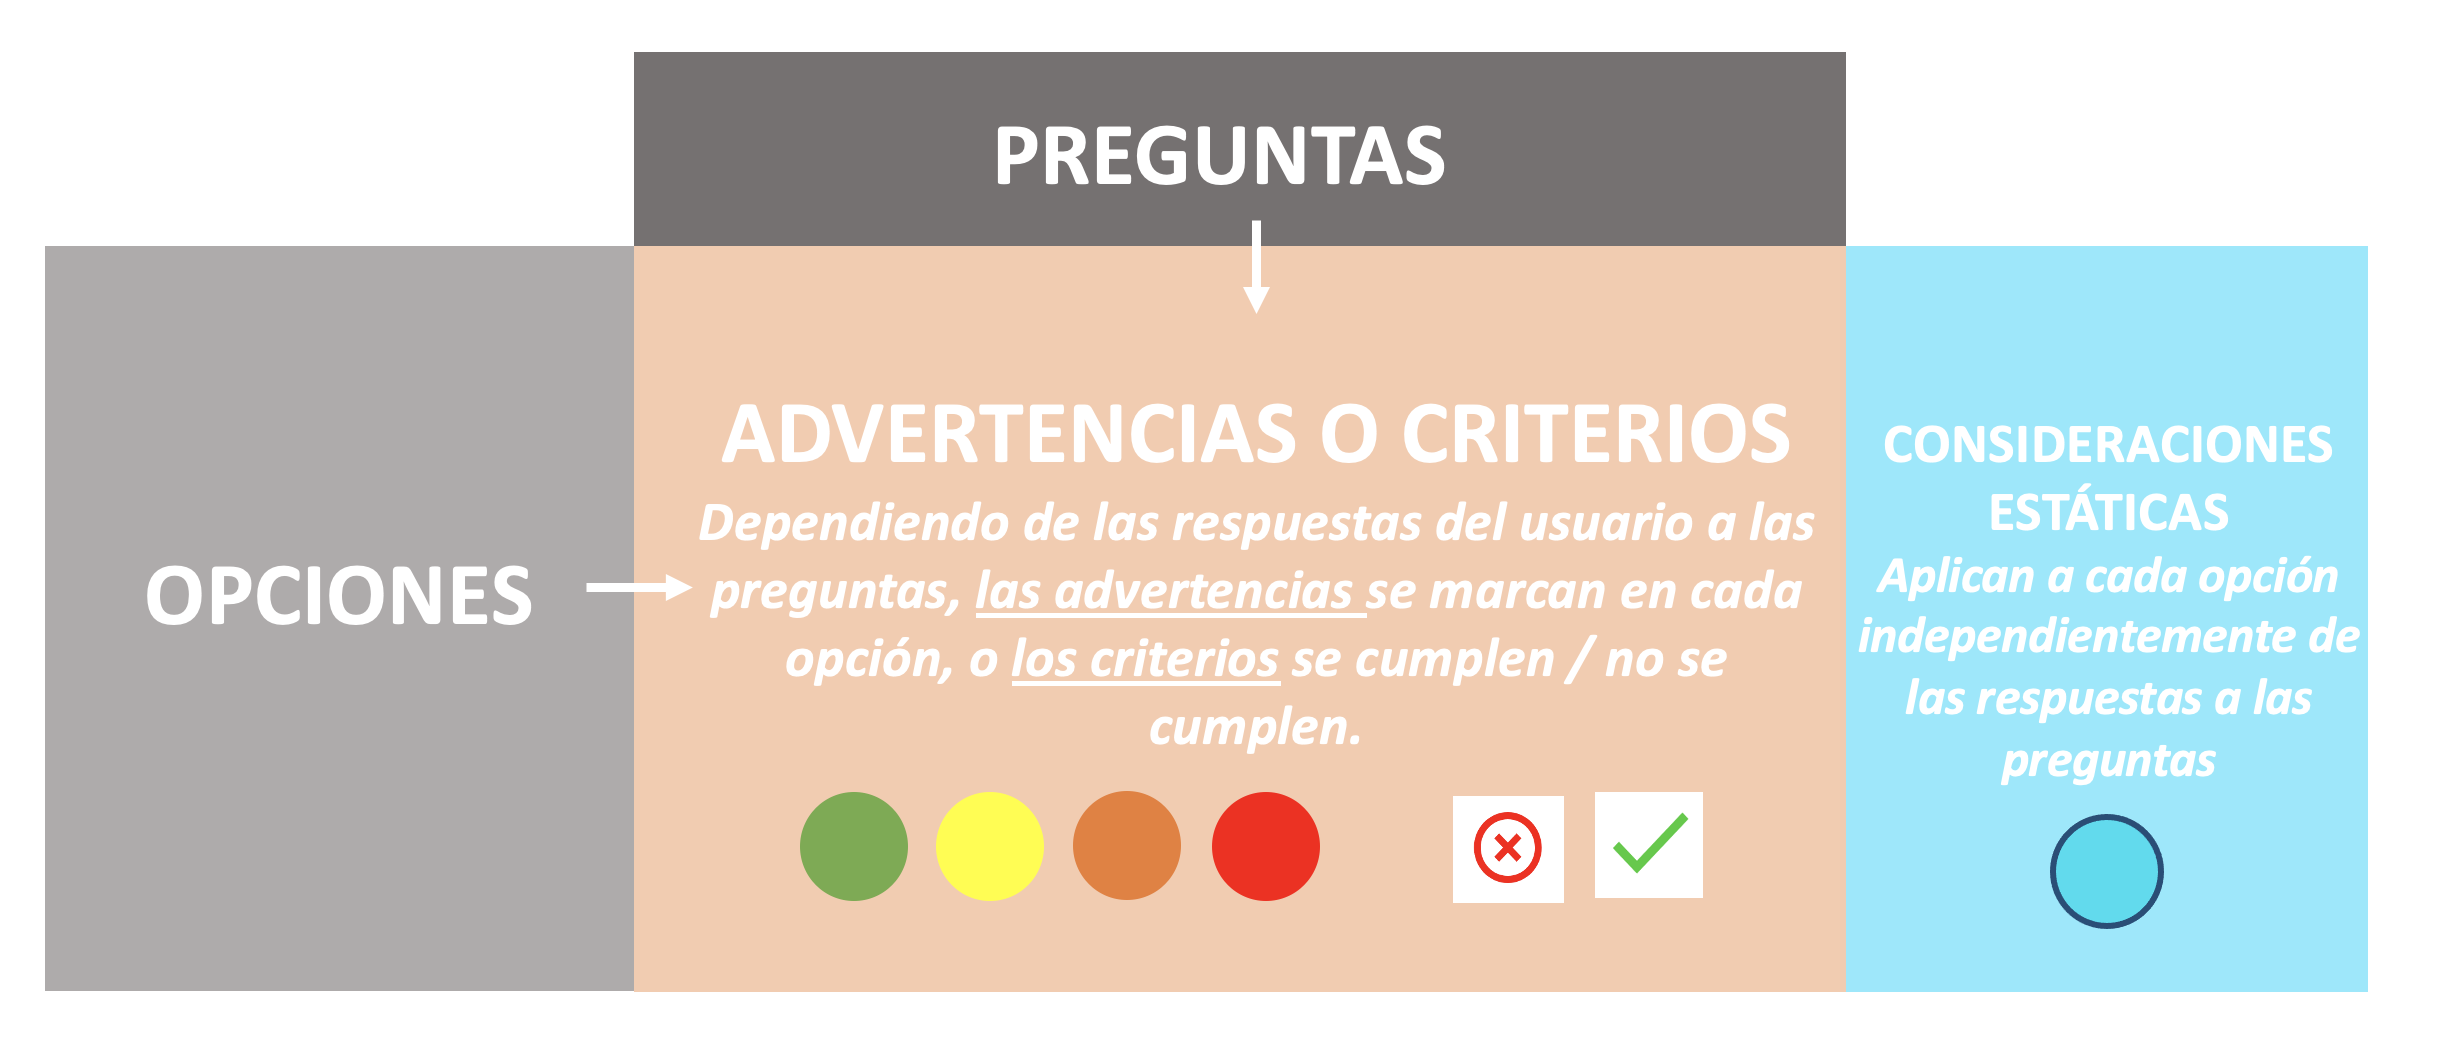 PREGUNTAS
OPCIONES
ADVERTENCIAS O CRITERIOS
Dependiendo de las respuestas del usuario a las
preguntas, las advertencias se marcan en cada
opción, o los criterios se cumplen / no se
cumplen.
CONSIDERACIONES
ESTÁTICAS
Aplican a cada opción
independientemente de
las respuestas a las
preguntas